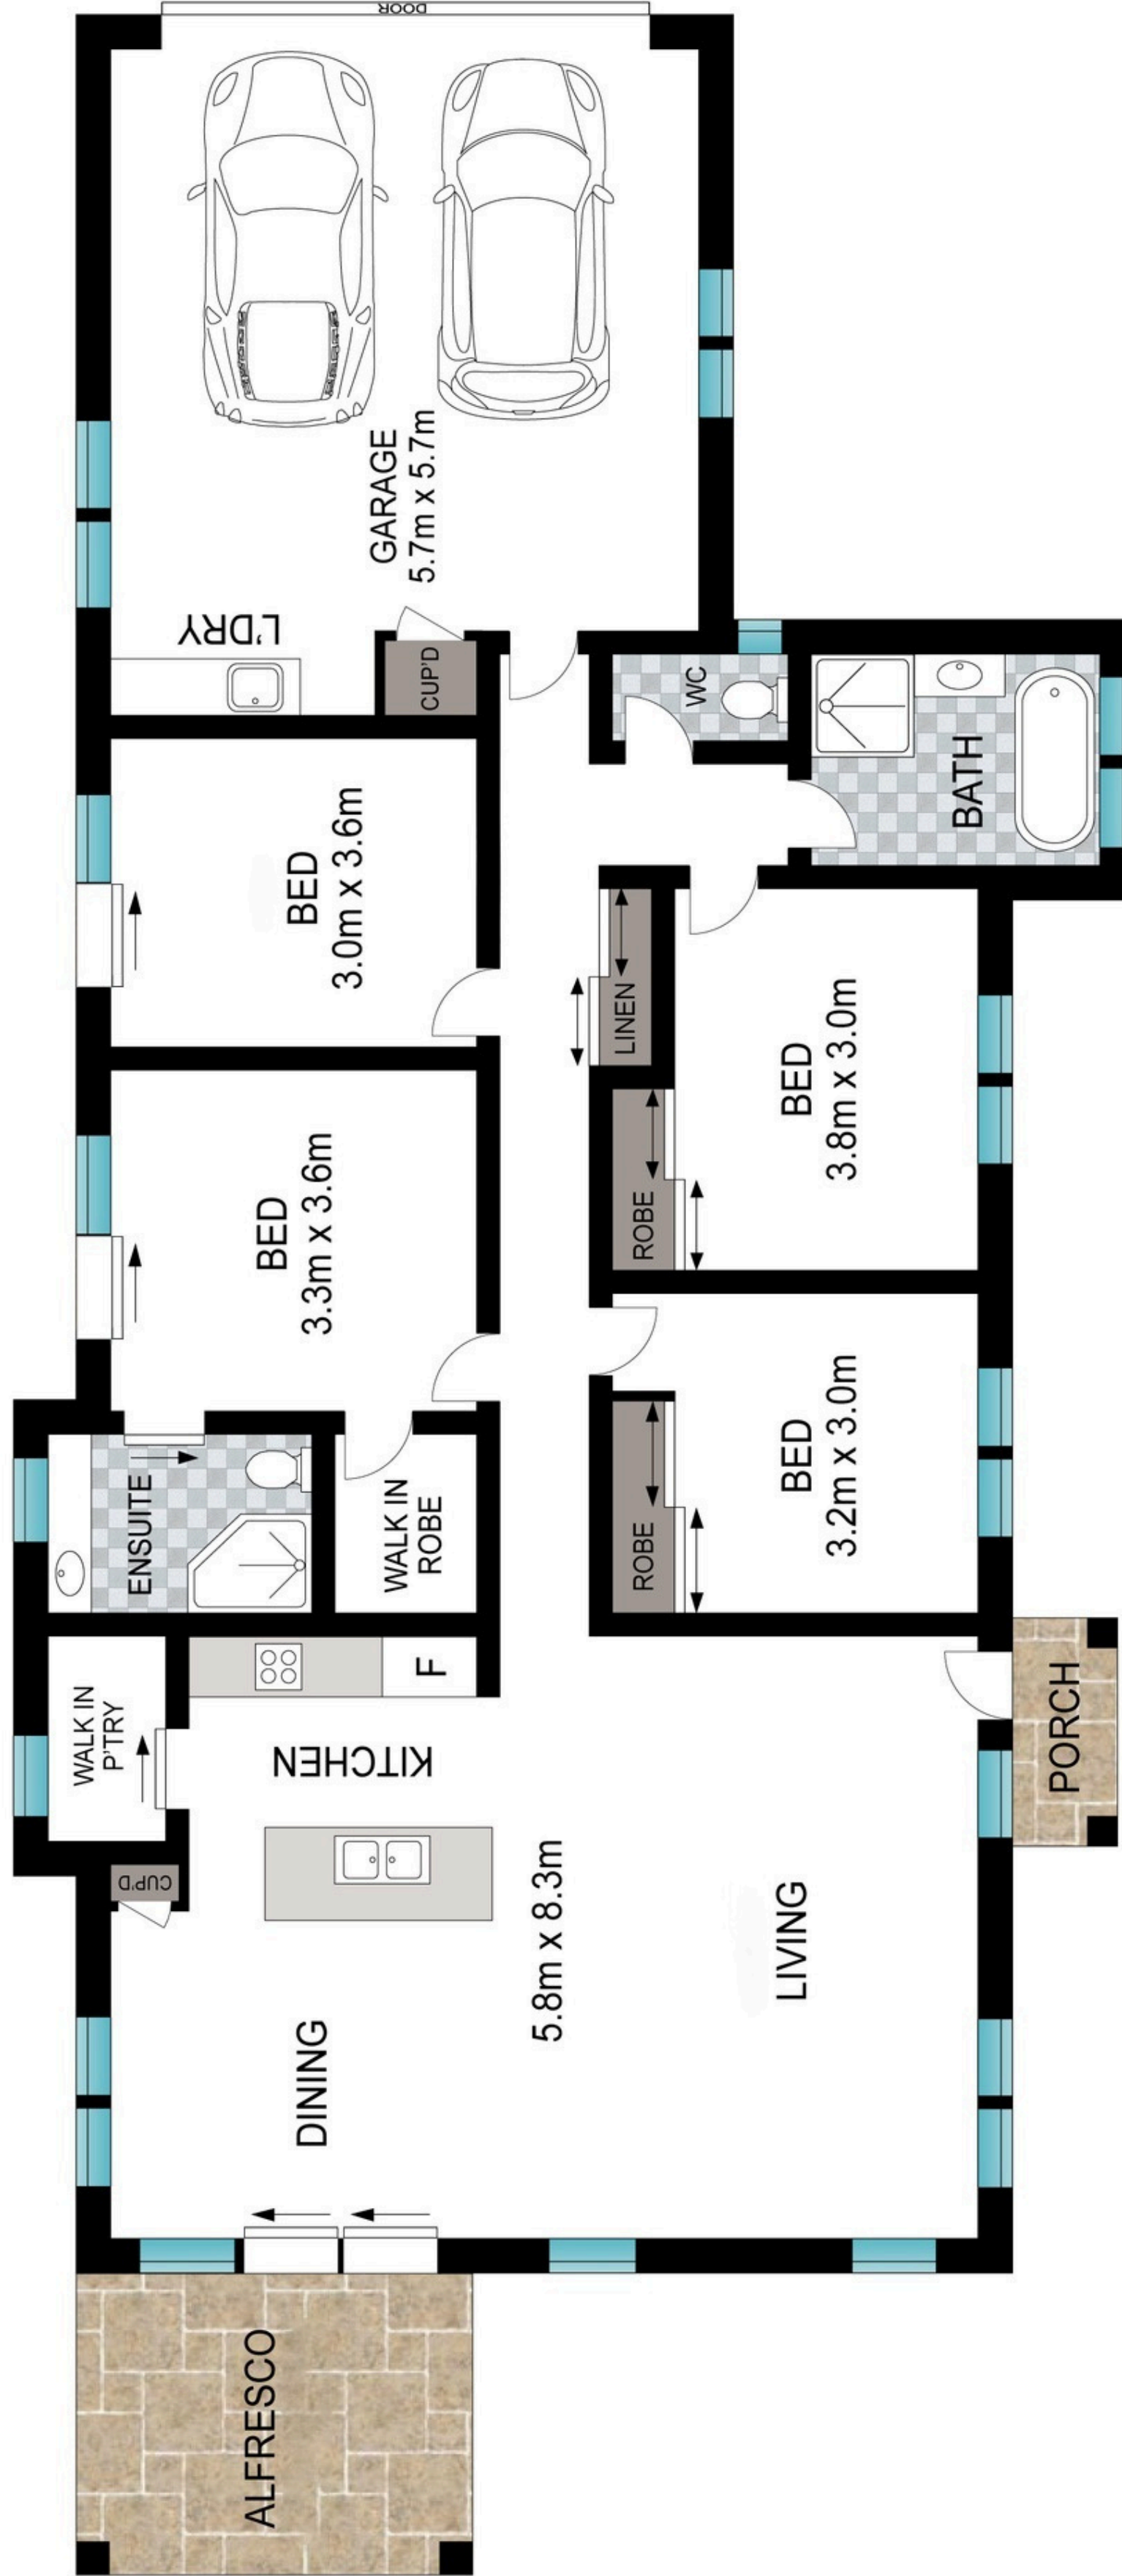 DOOR
GARAGE
5.7m x 5.7m
L'DRY
CUP'D
WC
BATH
BED
3.0m x 3.6m
LINEN
BED
3.8m x 3.0m
ROBE
BED
3.3m x 3.6m
BED
3.2m x 3.0m
ROBE
ENSUITE
WALK IN
ROBE
WALK IN
P'TRY
F
KITCHEN
PORCH
CUP'D
5.8m x 8.3m
LIVING
DINING
ALFRESCO